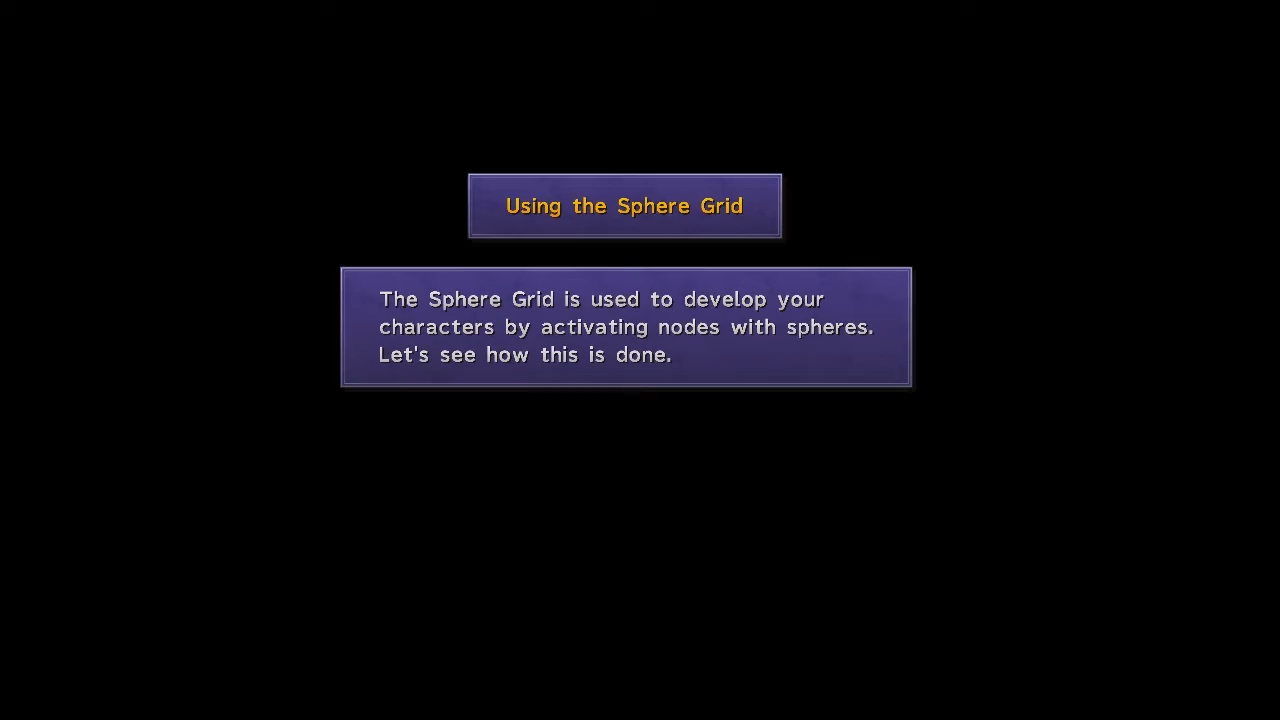 Using the Sphere Grid
The Sphere Grid is used to develop your
characters by activating nodes with spheres.
Let's see how this is done.